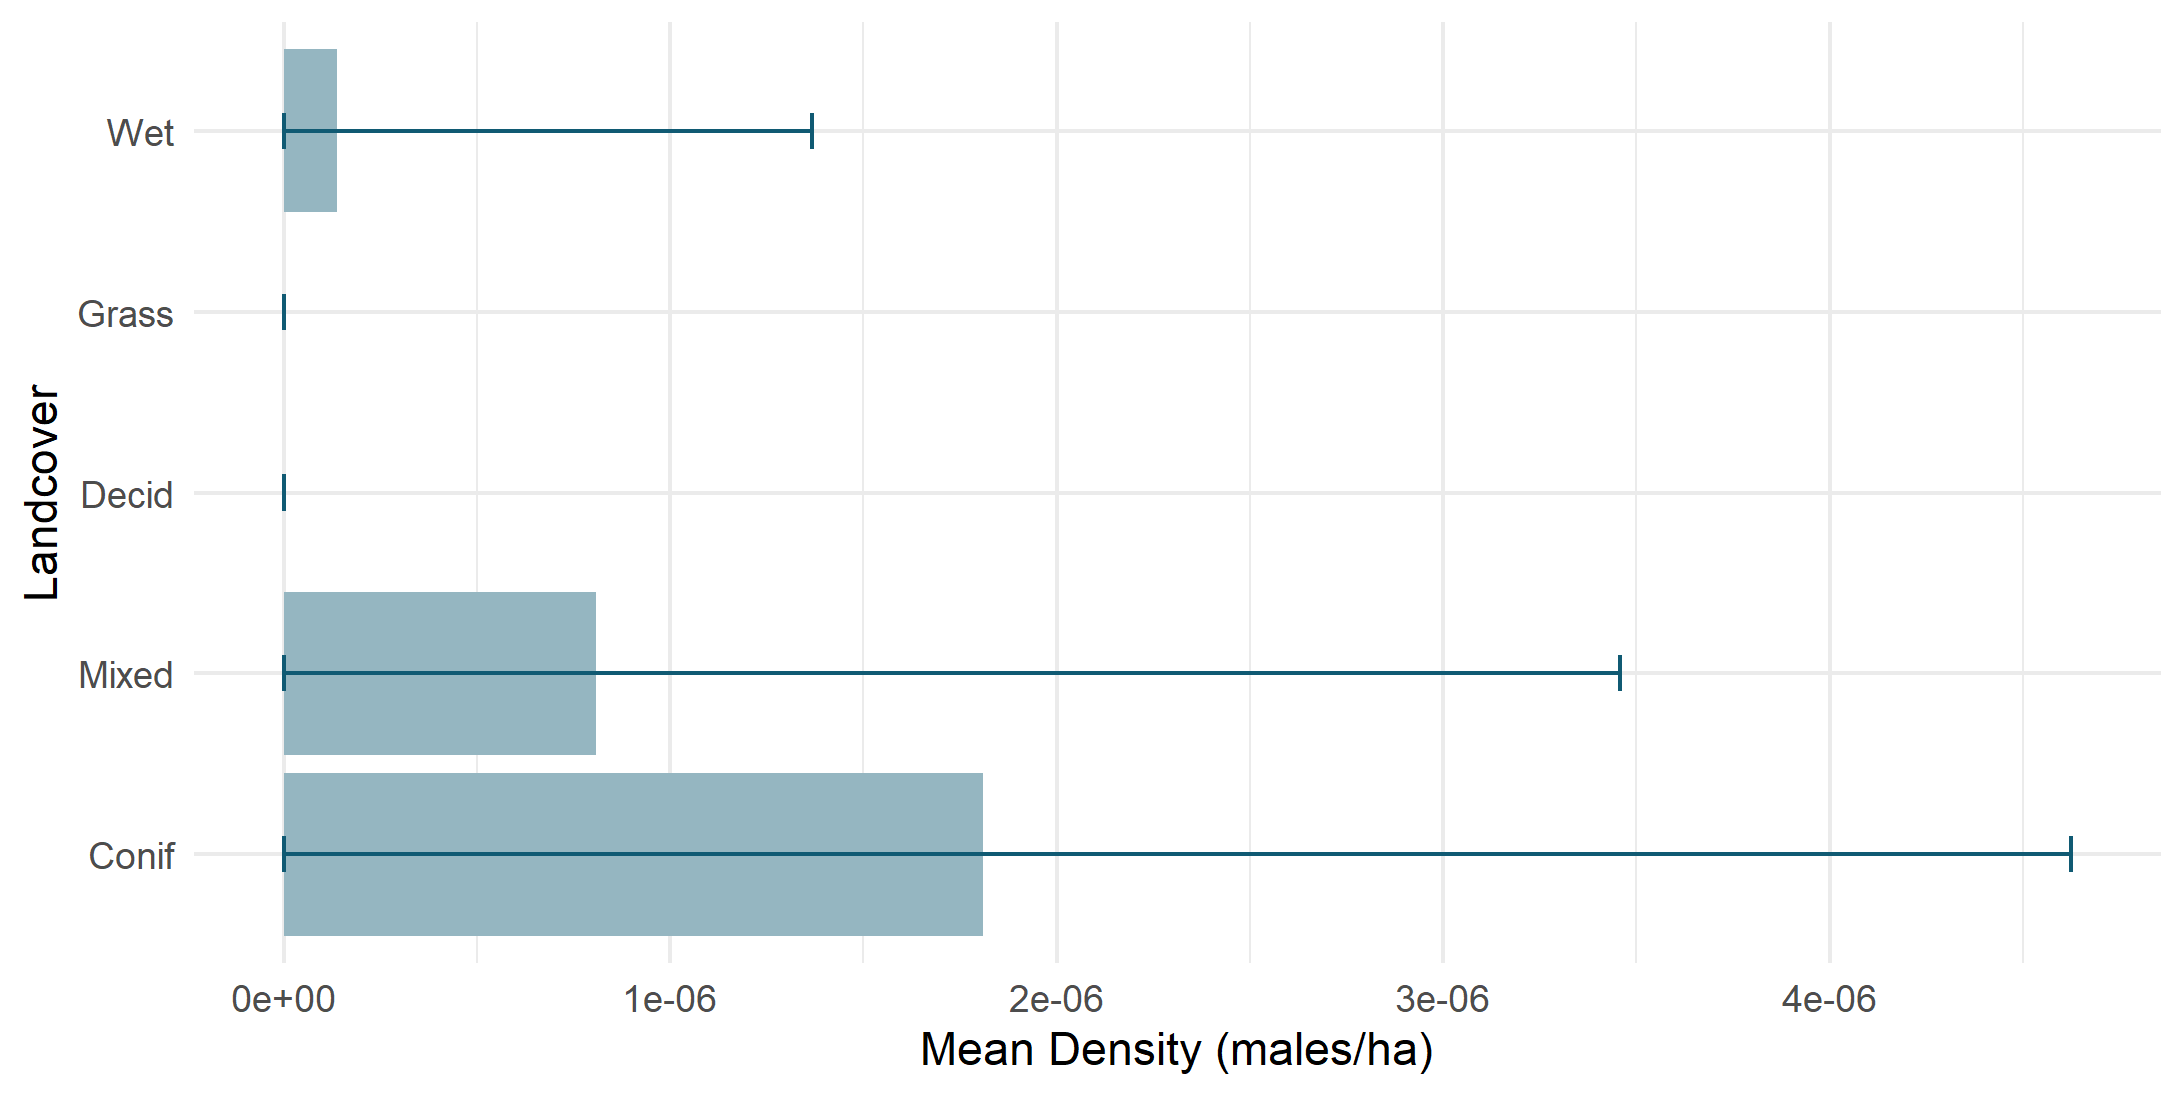 Landcover
Wet
Grass
Decid
Mixed
Conif
0e+00 1e-06 2e-06 3e-06 4e-06
Mean Density (males/ha)